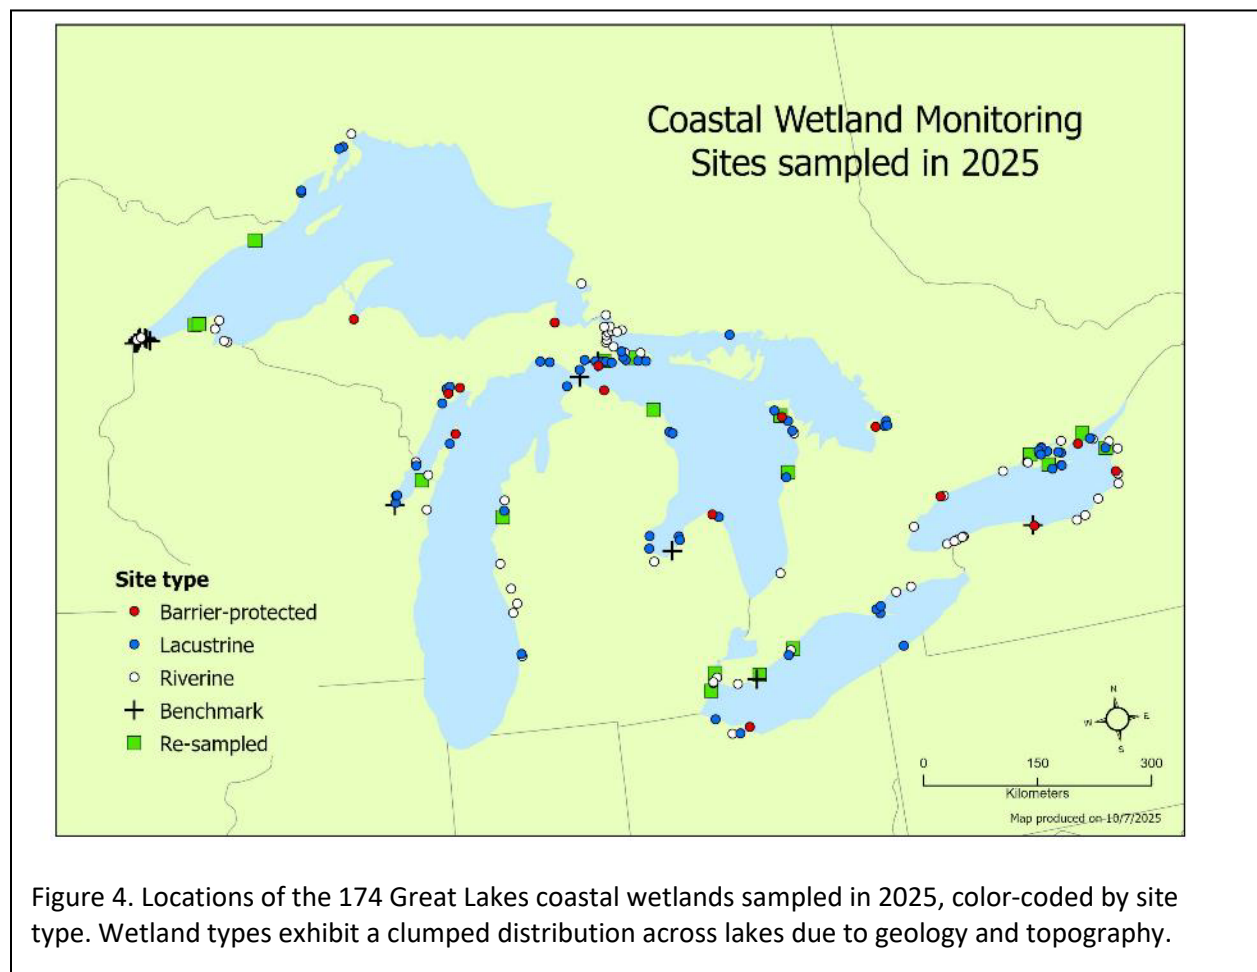 Coastal Wetland Monitoring
Sites sampled in 2025
Site type
Barrier-protected
Lacustrine
Riverine
Benchmark
Re-sampled
N
W E
S
0 150 300
Kilometers
Map produced on 10/7/2025
Figure 4. Locations of the 174 Great Lakes coastal wetlands sampled in 2025, color-coded by site
type. Wetland types exhibit a clumped distribution across lakes due to geology and topography.